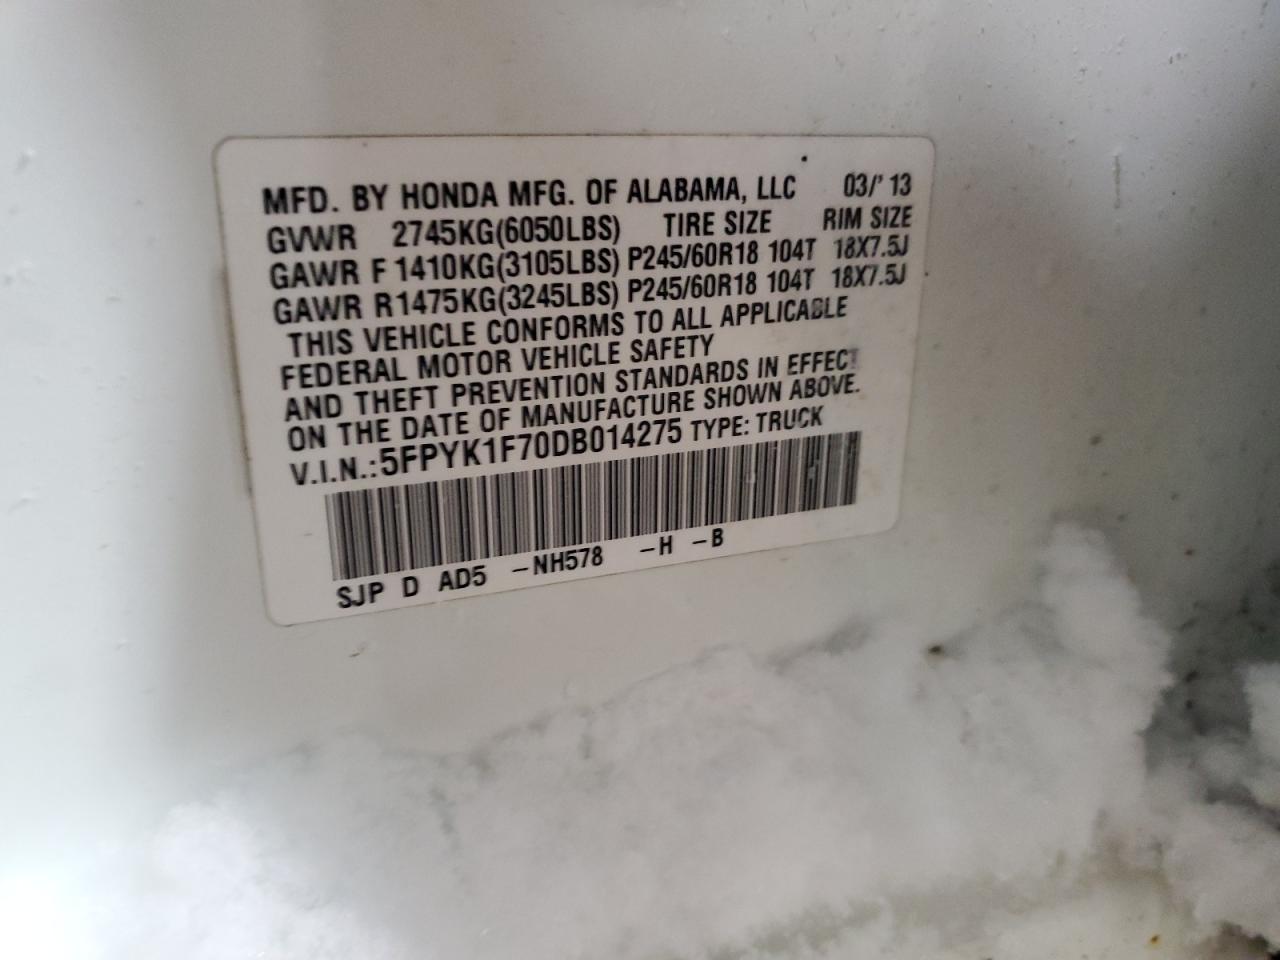 MFD. BY HONDA MFG. OF ALABAMA, LLC 03/'13
GVWR 2745KG(6050LBS) TIRE SIZE RIM SIZE
GAWR F 1410KG(3105LBS) P245/60R18 104T 18X7.5J
GAWR R 1475KG(3245LBS) P245/60R18 104T 18X7.5J
THIS VEHICLE CONFORMS TO ALL APPLICABLE
FEDERAL MOTOR VEHICLE SAFETY
AND THEFT PREVENTION STANDARDS IN EFFECT
ON THE DATE OF MANUFACTURE SHOWN ABOVE.
V.I.N.:5FPYK1F70DB014275 TYPE: TRUCK
SJP D AD5 -NH578 -H -B